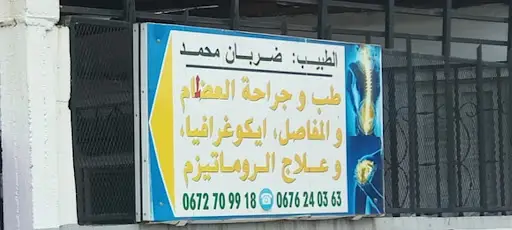 الطبيب: ضربان محمد
طب و جراحة العظام
و المفاصل، ايكوغرافيا،
و علاج الروماتيزم
0672 70 99 18 ☎ 0676 24 03 63